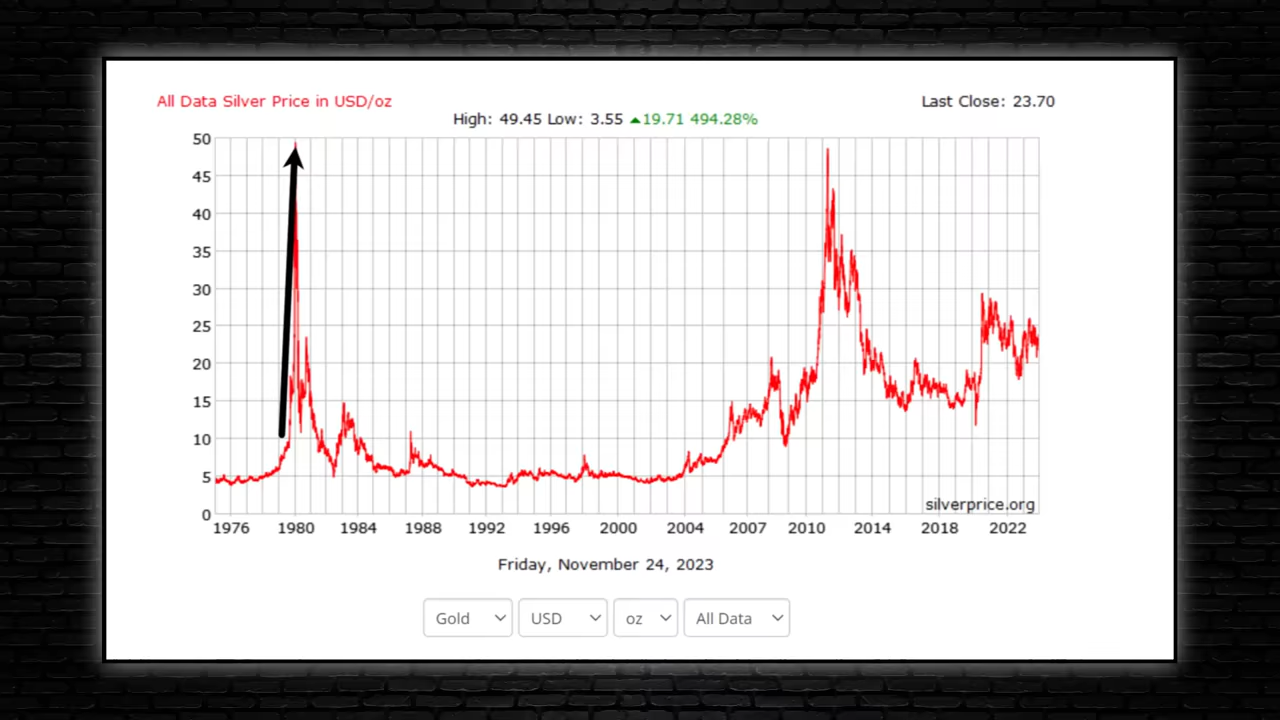 All Data Silver Price in USD/oz
Last Close: 23.70
High: 49.45 Low: 3.55 ▲19.71 494.28%
50
45
40
35
30
25
20
15
10
5
0
silverprice.org
1976 1980 1984 1988 1992 1996 2000 2004 2007 2010 2014 2018 2022
Friday, November 24, 2023
Gold USD oz All Data